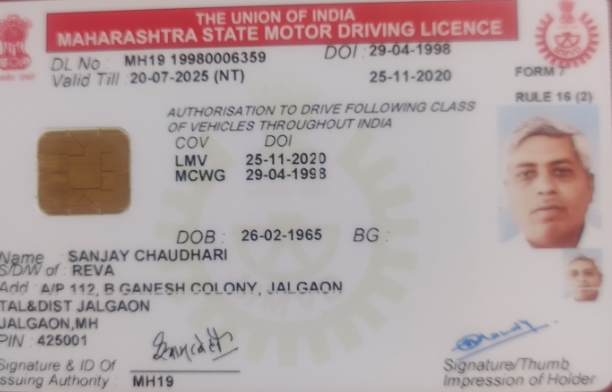 THE UNION OF INDIA
MAHARASHTRA STATE MOTOR DRIVING LICENCE
DL No : MH19 19980006359 DOI : 29-04-1998
Valid Till : 20-07-2025 (NT) 25-11-2020
FORM 7
RULE 16 (2)
AUTHORISATION TO DRIVE FOLLOWING CLASS
OF VEHICLES THROUGHOUT INDIA
COV DOI
LMV 25-11-2020
MCWG 29-04-1998
DOB : 26-02-1965 BG :
Name : SANJAY CHAUDHARI
S/D/W of : REVA
Add : A/P 112, B GANESH COLONY, JALGAON
TAL&DIST JALGAON
JALGAON,MH
PIN : 425001
Signature & ID Of
Issuing Authority : MH19
Signature/Thumb
Impression of Holder